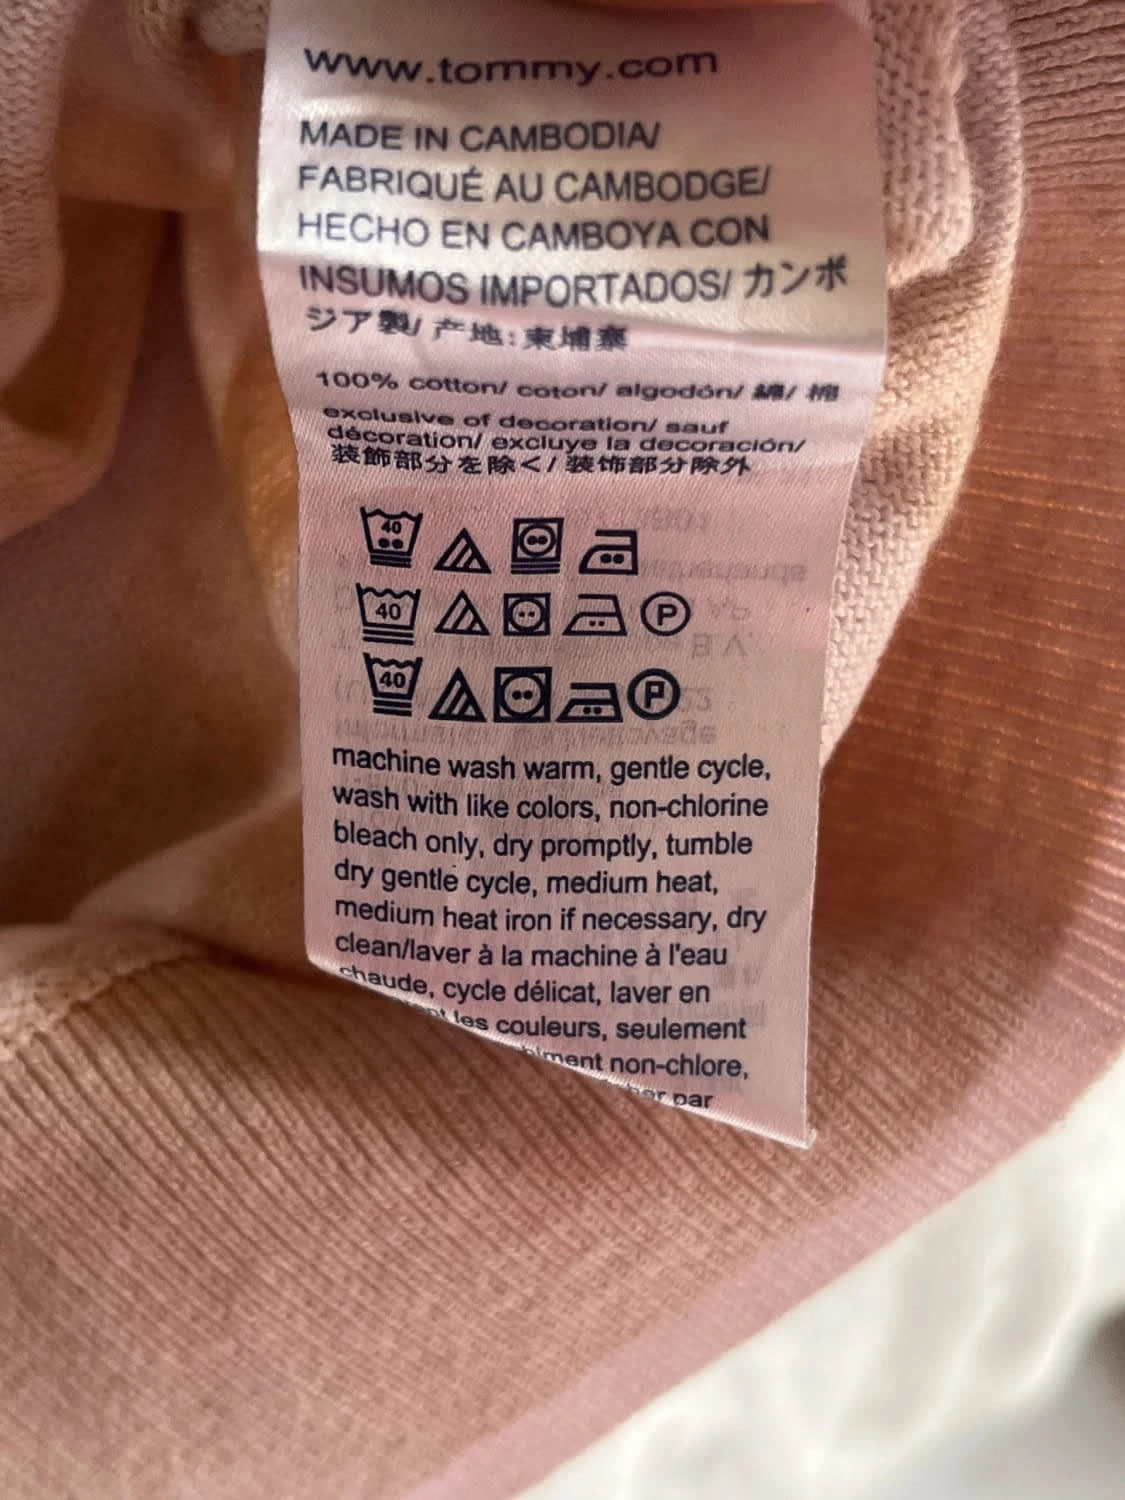 www.tommy.com
MADE IN CAMBODIA/
FABRIQUÉ AU CAMBODGE/
HECHO EN CAMBOYA CON
INSUMOS IMPORTADOS/ カンボ
ジア製/ 产地:柬埔寨
100% cotton/ coton/ algodón/ 綿/ 棉
exclusive of decoration/ sauf
décoration/ excluye la decoración/
装飾部分を除く/ 装饰部分除外
40
40 P
40 P
machine wash warm, gentle cycle,
wash with like colors, non-chlorine
bleach only, dry promptly, tumble
dry gentle cycle, medium heat,
medium heat iron if necessary, dry
clean/laver à la machine à l'eau
chaude, cycle délicat, laver en
les couleurs, seulement
non-chlore,
par